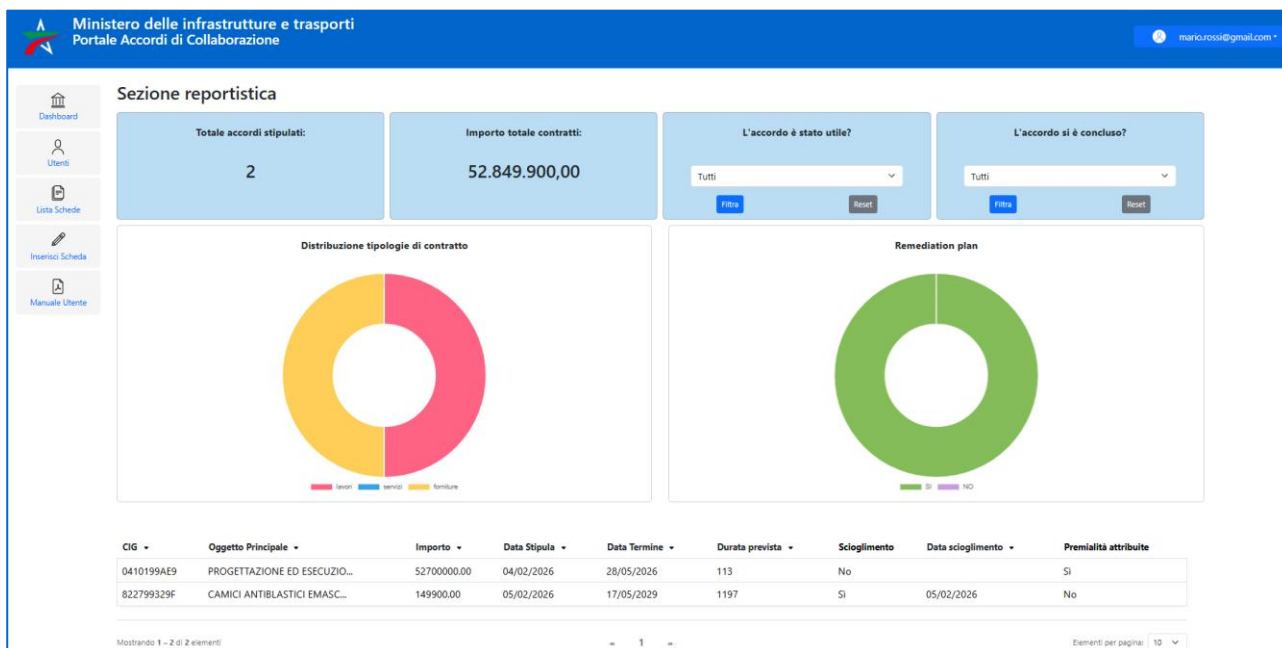 Ministero delle infrastrutture e trasporti
Portale Accordi di Collaborazione
mario.rossi@gmail.com
Dashboard
Utenti
Lista Schede
Inserisci Scheda
Manuale Utente
Sezione reportistica
Totale accordi stipulati:
2
Importo totale contratti:
52.849.900,00
L'accordo è stato utile?
Tutti
Filtra Reset
L'accordo si è concluso?
Tutti
Filtra Reset
Distribuzione tipologie di contratto
lavori servizi forniture
Remediation plan
SI NO
CIG Oggetto Principale Importo Data Stipula Data Termine Durata prevista Scioglimento Data scioglimento Premialità attribuite
0410199AE9 PROGETTAZIONE ED ESECUZIO... 52700000.00 04/02/2026 28/05/2026 113 No Sì
822799329F CAMICI ANTIBLASTICI EMASC... 149900.00 05/02/2026 17/05/2029 1197 Sì 05/02/2026 No
Mostrando 1 – 2 di 2 elementi « 1 » Elementi per pagina: 10